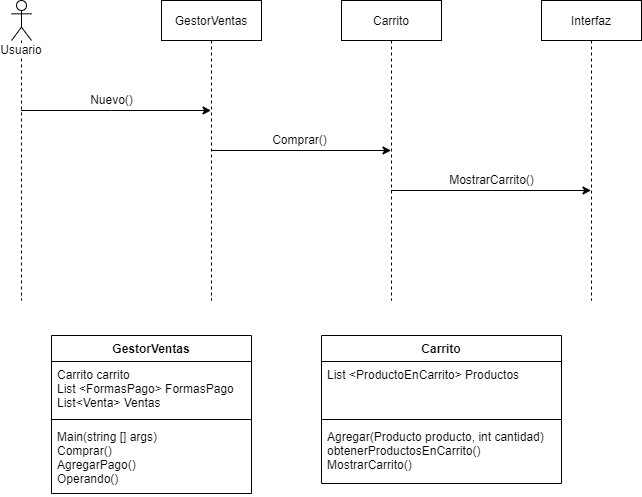 Usuario
GestorVentas
Carrito
Interfaz
Nuevo()
Comprar()
MostrarCarrito()
GestorVentas
Carrito carrito
List <FormasPago> FormasPago
List<Venta> Ventas
Main(string [] args)
Comprar()
AgregarPago()
Operando()
Carrito
List <ProductoEnCarrito> Productos
Agregar(Producto producto, int cantidad)
obtenerProductosEnCarrito()
MostrarCarrito()